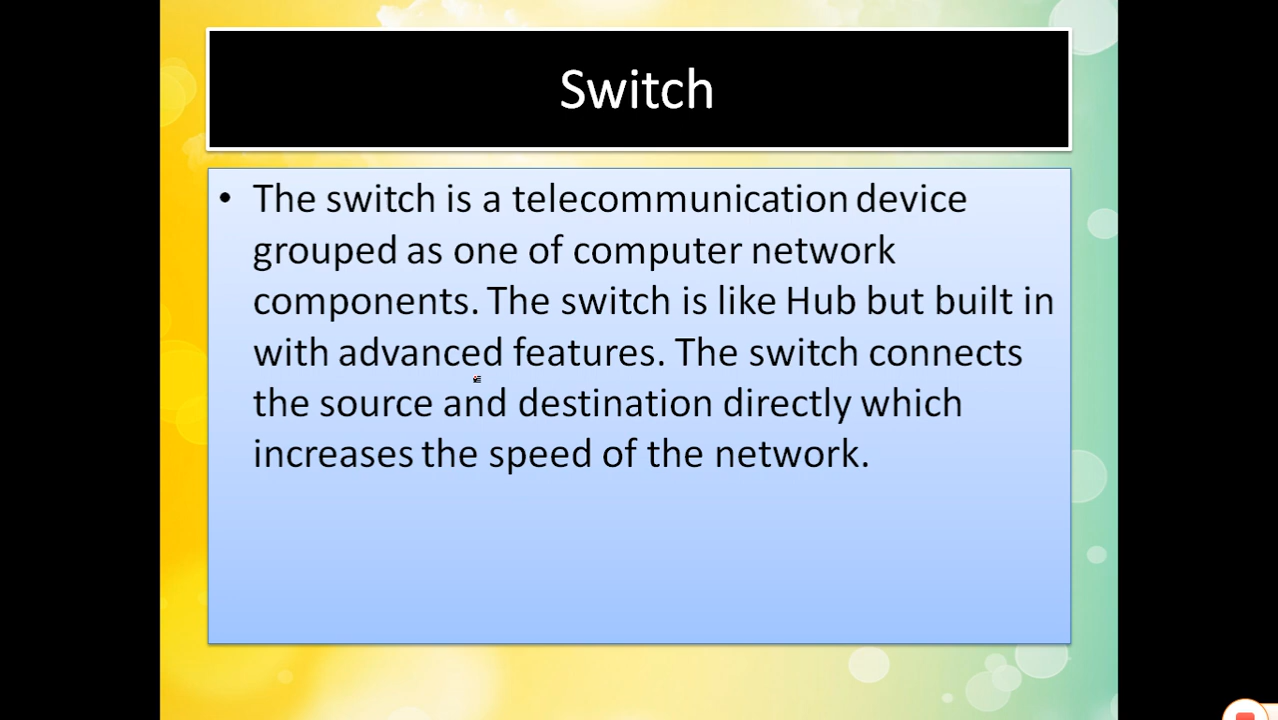 Switch
• The switch is a telecommunication device
grouped as one of computer network
components. The switch is like Hub but built in
with advanced features. The switch connects
the source and destination directly which
increases the speed of the network.